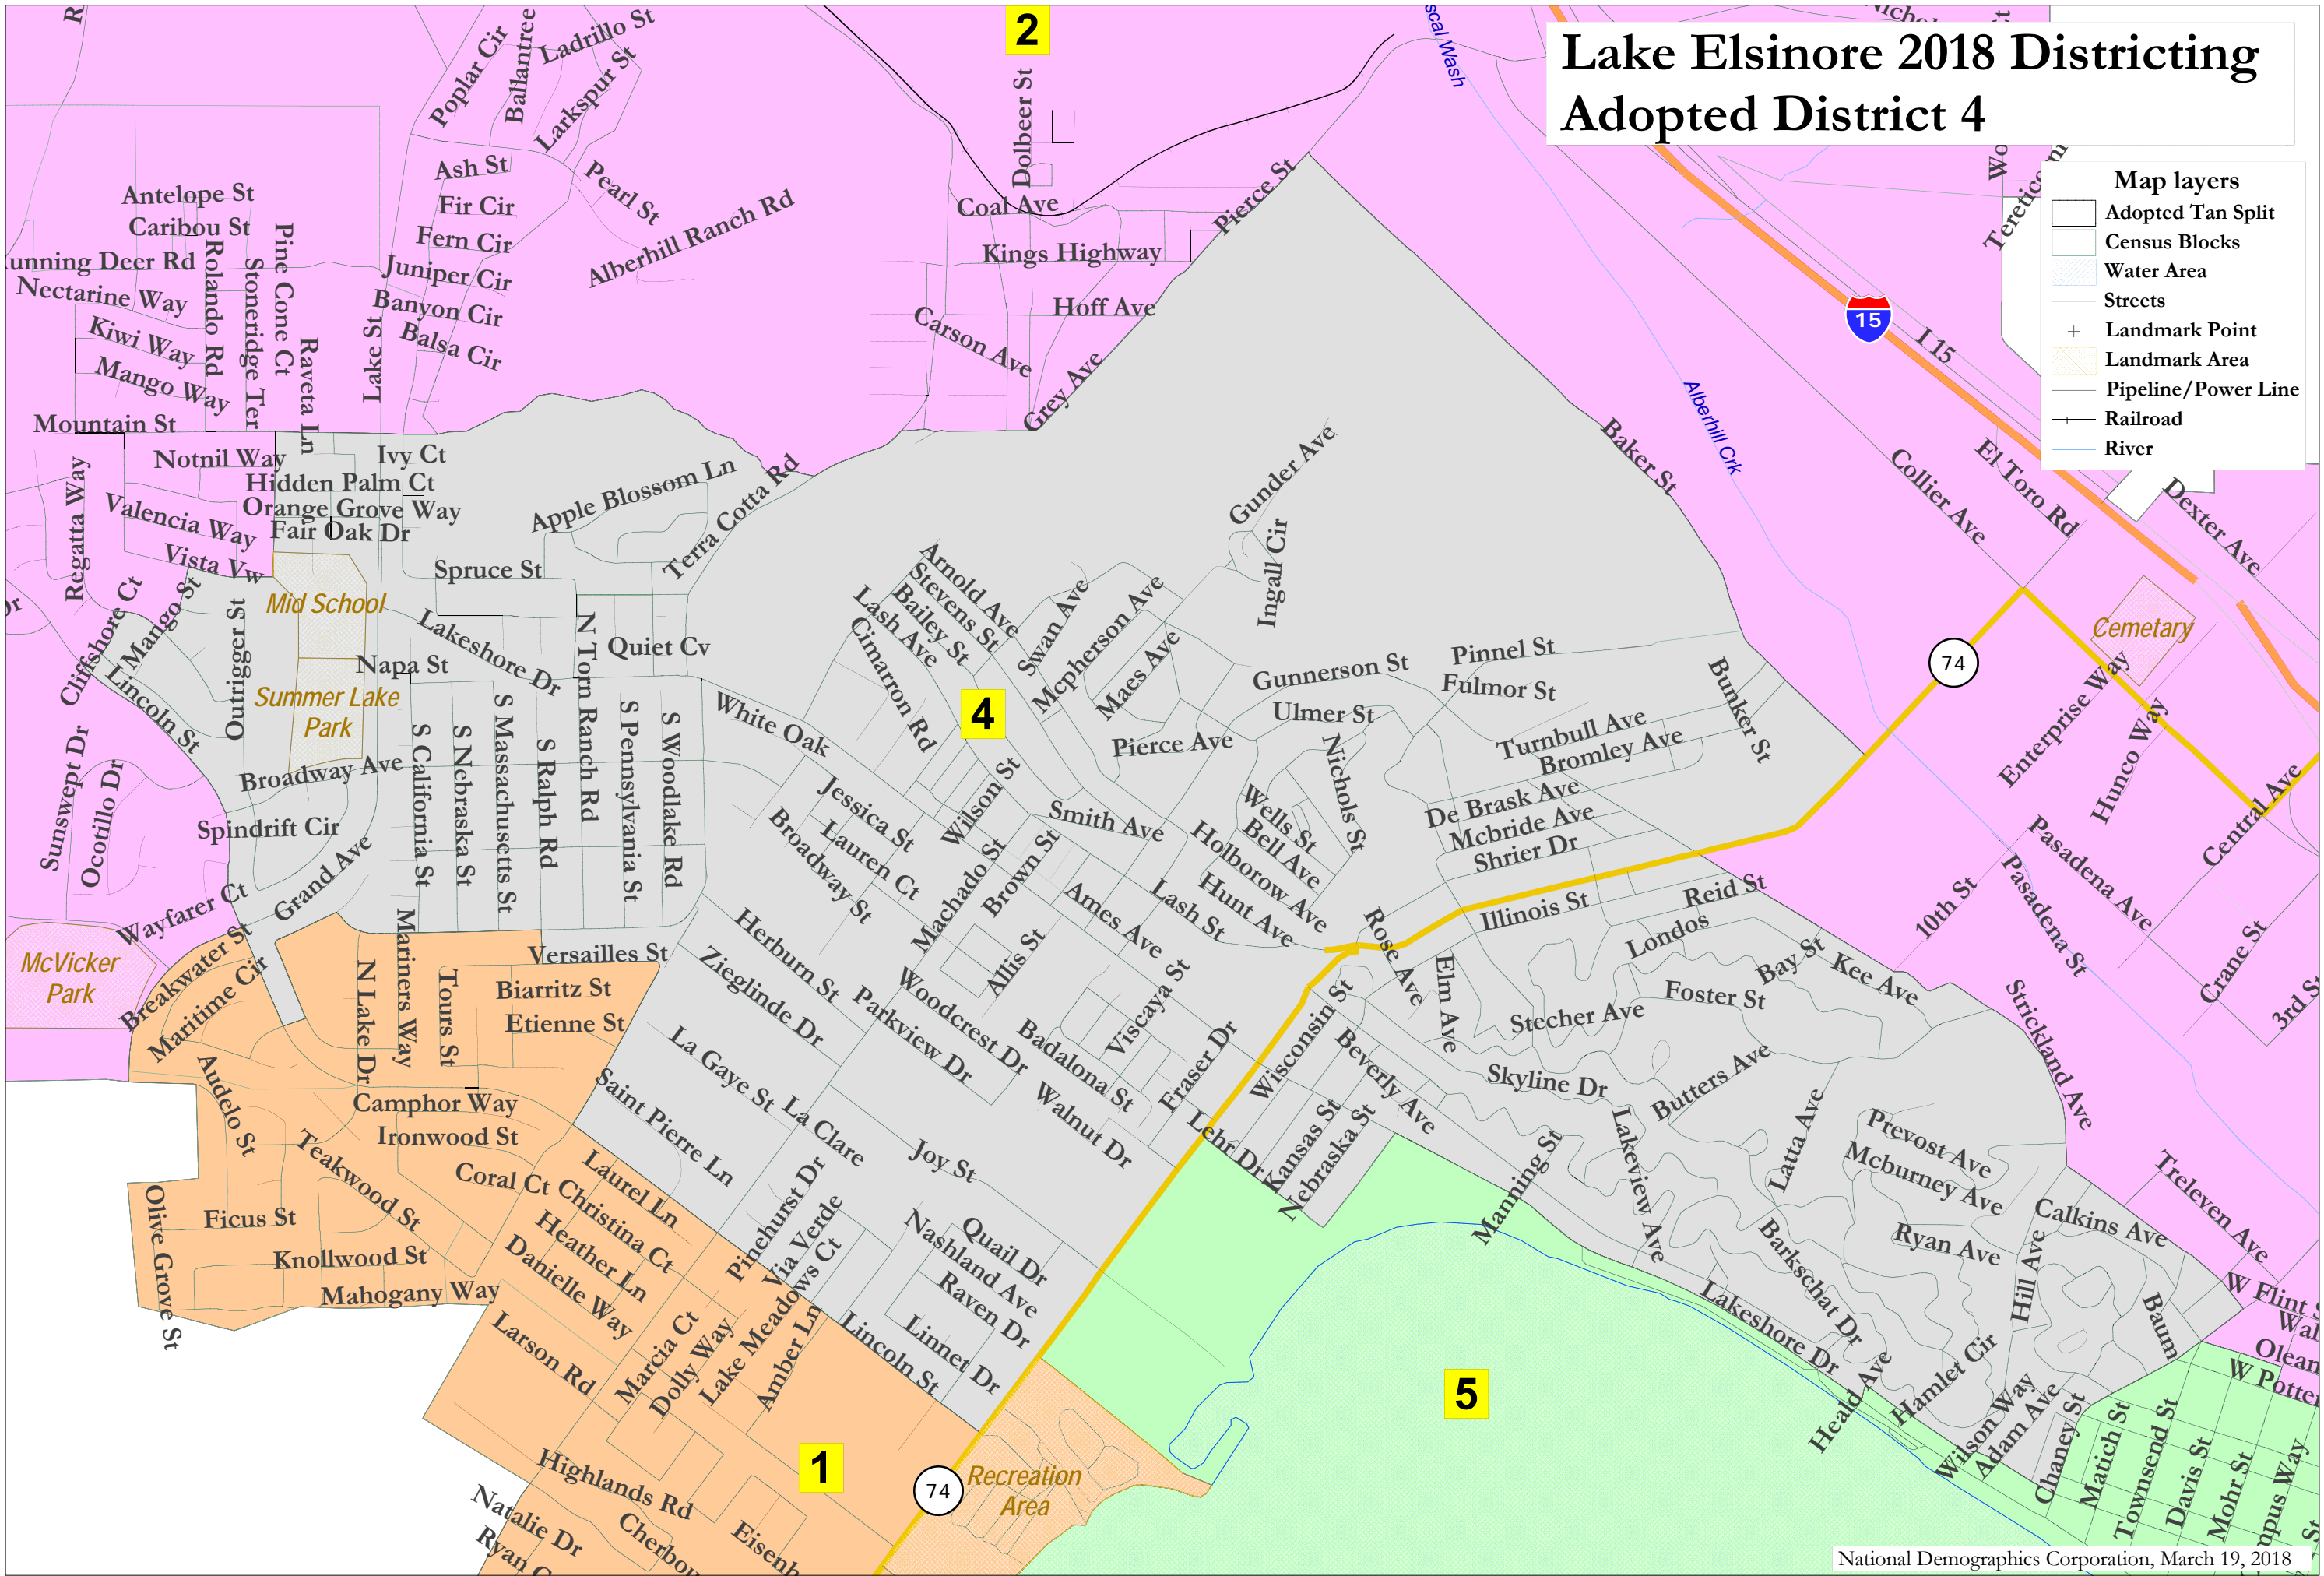 Lake Elsinore 2018 Districting
Adopted District 4
Map layers
Adopted Tan Split
Census Blocks
Water Area
Streets
Landmark Point
Landmark Area
Pipeline/Power Line
Railroad
River
2
Poplar Cir
Ballantree
Ladrillo St
Larkspur St
Dolbeer St
Ash St
Pearl St
Fir Cir
Fern Cir
Juniper Cir
Banyon Cir
Balsa Cir
Alberhill Ranch Rd
Coal Ave
Pierce St
Kings Highway
Hoff Ave
Carson Ave
Grey Ave
Antelope St
Caribou St
unning Deer Rd
Nectarine Way
Kiwi Way
Mango Way
Rolando Rd
Stoneridge Ter
Pine Cone Ct
Raveta Ln
Lake St
Mountain St
Notnil Way
Ivy Ct
Hidden Palm Ct
Orange Grove Way
Fair Oak Dr
Regatta Way
Valencia Way
Vista Vw
Apple Blossom Ln
Terra Cotta Rd
Spruce St
Mid School
Cliffshore Ct
Mango St
Outrigger St
Lincoln St
Lakeshore Dr
Napa St
Summer Lake
Park
N Torn Ranch Rd
Quiet Cv
Sunswept Dr
Ocotillo Dr
Broadway Ave
Spindrift Cir
Grand Ave
Wayfarer Ct
S California St
S Nebraska St
S Massachusetts St
S Ralph Rd
S Pennsylvania St
S Woodlake Rd
White Oak
4
Arnold Ave
Stevens St
Bailey St
Lash Ave
Cimarron Rd
Swan Ave
Mcpherson Ave
Maes Ave
Gunder Ave
Ingall Cir
Gunnerson St
Pinnel St
Fulmor St
Ulmer St
Pierce Ave
Nichols St
Turnbull Ave
Bromley Ave
Bunker St
De Brask Ave
Mcbride Ave
Shrier Dr
Wells St
Bell Ave
Holborow Ave
Hunt Ave
Smith Ave
Wilson St
Jessica St
Lauren Ct
Broadway St
Machado St
Brown St
Ames Ave
Lash St
Allis St
Viscaya St
Rose Ave
Elm Ave
Illinois St
Reid St
Londos
Bay St
Kee Ave
Foster St
Stecher Ave
Skyline Dr
Butters Ave
Strickland Ave
Baker St
Alberhill Crk
scal Wash
I 15
15
El Toro Rd
Collier Ave
Dexter Ave
74
Cemetary
Enterprise Way
Hunco Way
Central Ave
Pasadena Ave
Pasadena St
10th St
Crane St
McVicker
Park
Breakwater St
Maritime Cir
N Lake Dr
Mariners Way
Tours St
Versailles St
Biarritz St
Etienne St
Audelo St
Camphor Way
Ironwood St
Coral Ct
Teakwood St
Olive Grove St
Ficus St
Knollwood St
Mahogany Way
Laurel Ln
Christina Ct
Heather Ln
Danielle Way
Larson Rd
Marcia Ct
Dolly Way
Lake Meadows Ct
Amber Ln
Herburn St
Zieglinde Dr
La Gaye St
Saint Pierre Ln
La Clare
Parkview Dr
Woodcrest Dr
Badalona St
Walnut Dr
Fraser Dr
Lehr Dr
Joy St
Pinehurst Dr
Via Verde
Quail Dr
Nashland Ave
Raven Dr
Linnet Dr
Lincoln St
Wisconsin St
Beverly Ave
Kansas St
Nebraska St
Manning St
Lakeview Ave
Latta Ave
Prevost Ave
Mcburney Ave
Ryan Ave
Calkins Ave
Hill Ave
Barkschat Dr
Lakeshore Dr
Heald Ave
Hamlet Cir
Wilson Way
Adam Ave
Chaney St
Baum
Treleven Ave
W Flint S
Wal
Olean
W Potter
Matich St
Townsend St
Davis St
Mohr St
mpus Way
5
1
74
Recreation
Area
Highlands Rd
Natalie Dr
Ryan C
Cherbou
Eisenh
3rd S
National Demographics Corporation, March 19, 2018